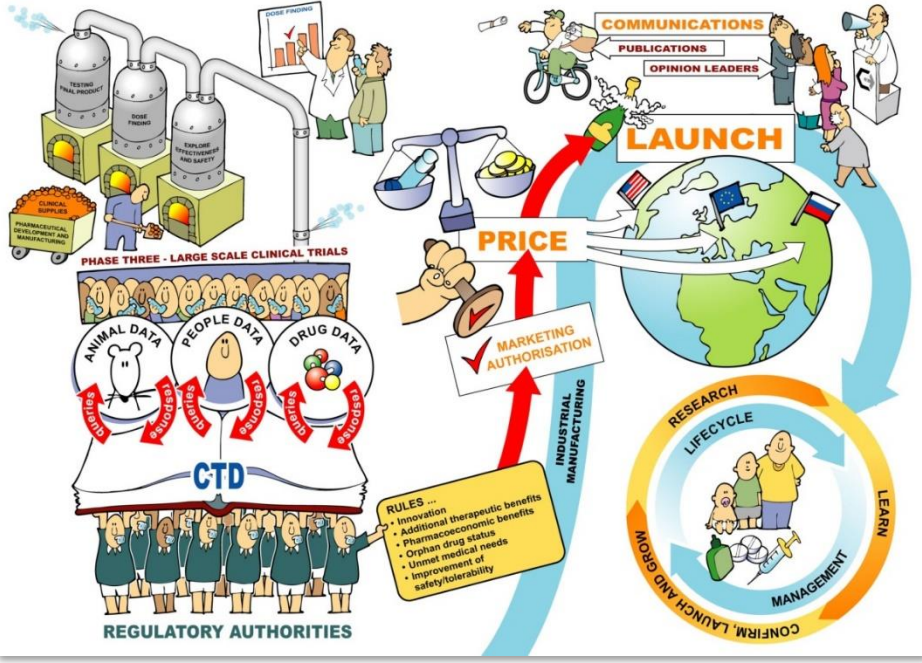 DOSE FINDING
TESTING
FINAL PRODUCT
DOSE
FINDING
EXPLORE
EFFECTIVENESS
AND SAFETY
CLINICAL
SUPPLIES
PHARMACEUTICAL
DEVELOPMENT AND
MANUFACTURING
PHASE THREE - LARGE SCALE CLINICAL TRIALS
ANIMAL DATA
PEOPLE DATA
DRUG DATA
queries
response
queries
response
queries
response
CTD
REGULATORY AUTHORITIES
RULES ...
• Innovation
• Additional therapeutic benefits
• Pharmacoeconomic benefits
• Orphan drug status
• Unmet medical needs
• Improvement of
safety/tolerability
MARKETING
AUTHORISATION
PRICE
INDUSTRIAL
MANUFACTURING
COMMUNICATIONS
PUBLICATIONS
OPINION LEADERS
LAUNCH
RESEARCH
LEARN
CONFIRM, LAUNCH AND GROW
LIFECYCLE
MANAGEMENT